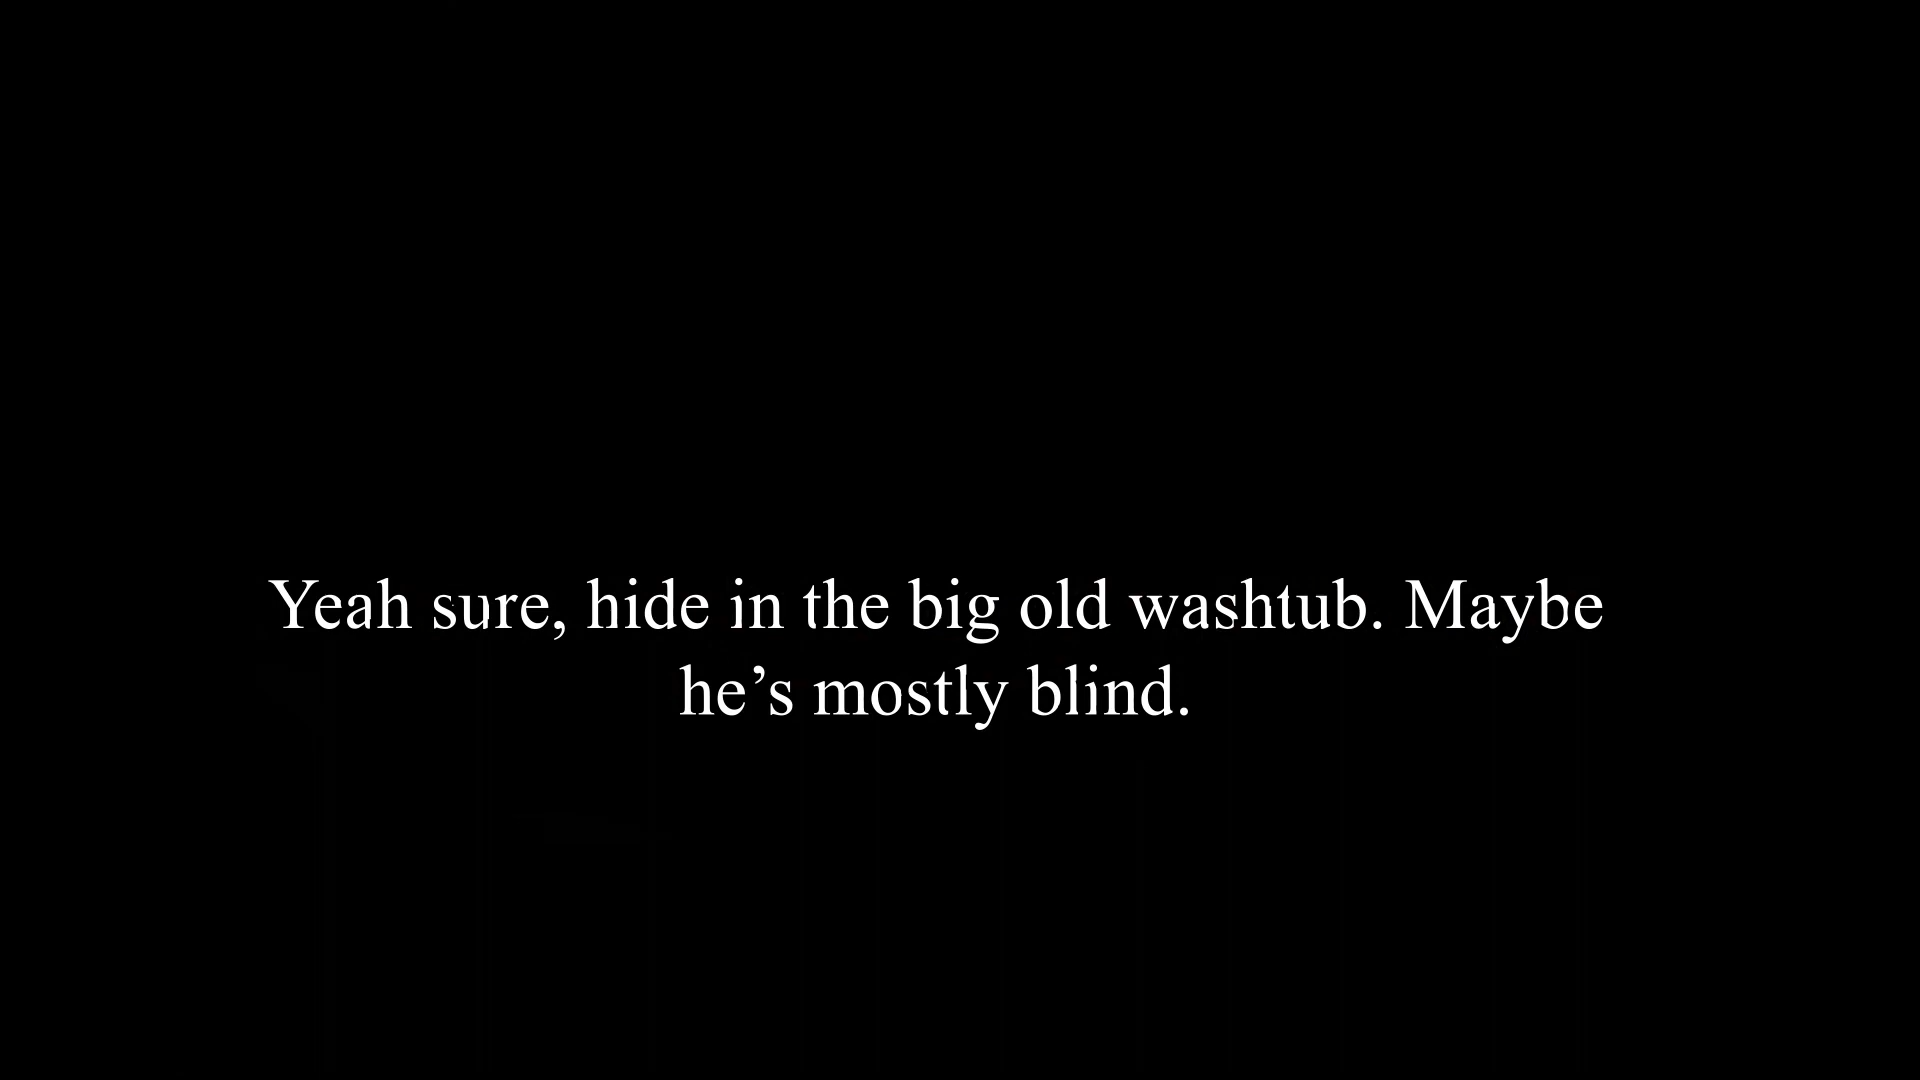 Yeah sure, hide in the big old washtub. Maybe
he’s mostly blind.